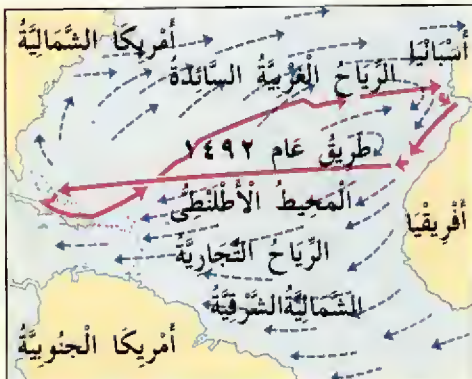 أَمْرِيكَا الشَّمَالِيَّةُ
أَسْبَانْيَا
الرِّيَاحُ الْغَرْبِيَّةُ السَّائِدَةُ
طَرِيقُ عَام ١٤٩٢
الْمُحِيطُ الْأَطْلَنْطِىُّ
أَفْرِيقْيَا
الرِّيَاحُ التِّجَارِيَّةُ
الشَّمَالِيَّةُ الشَّرْقِيَّةُ
أَمْرِيكَا الْجَنُوبِيَّةُ